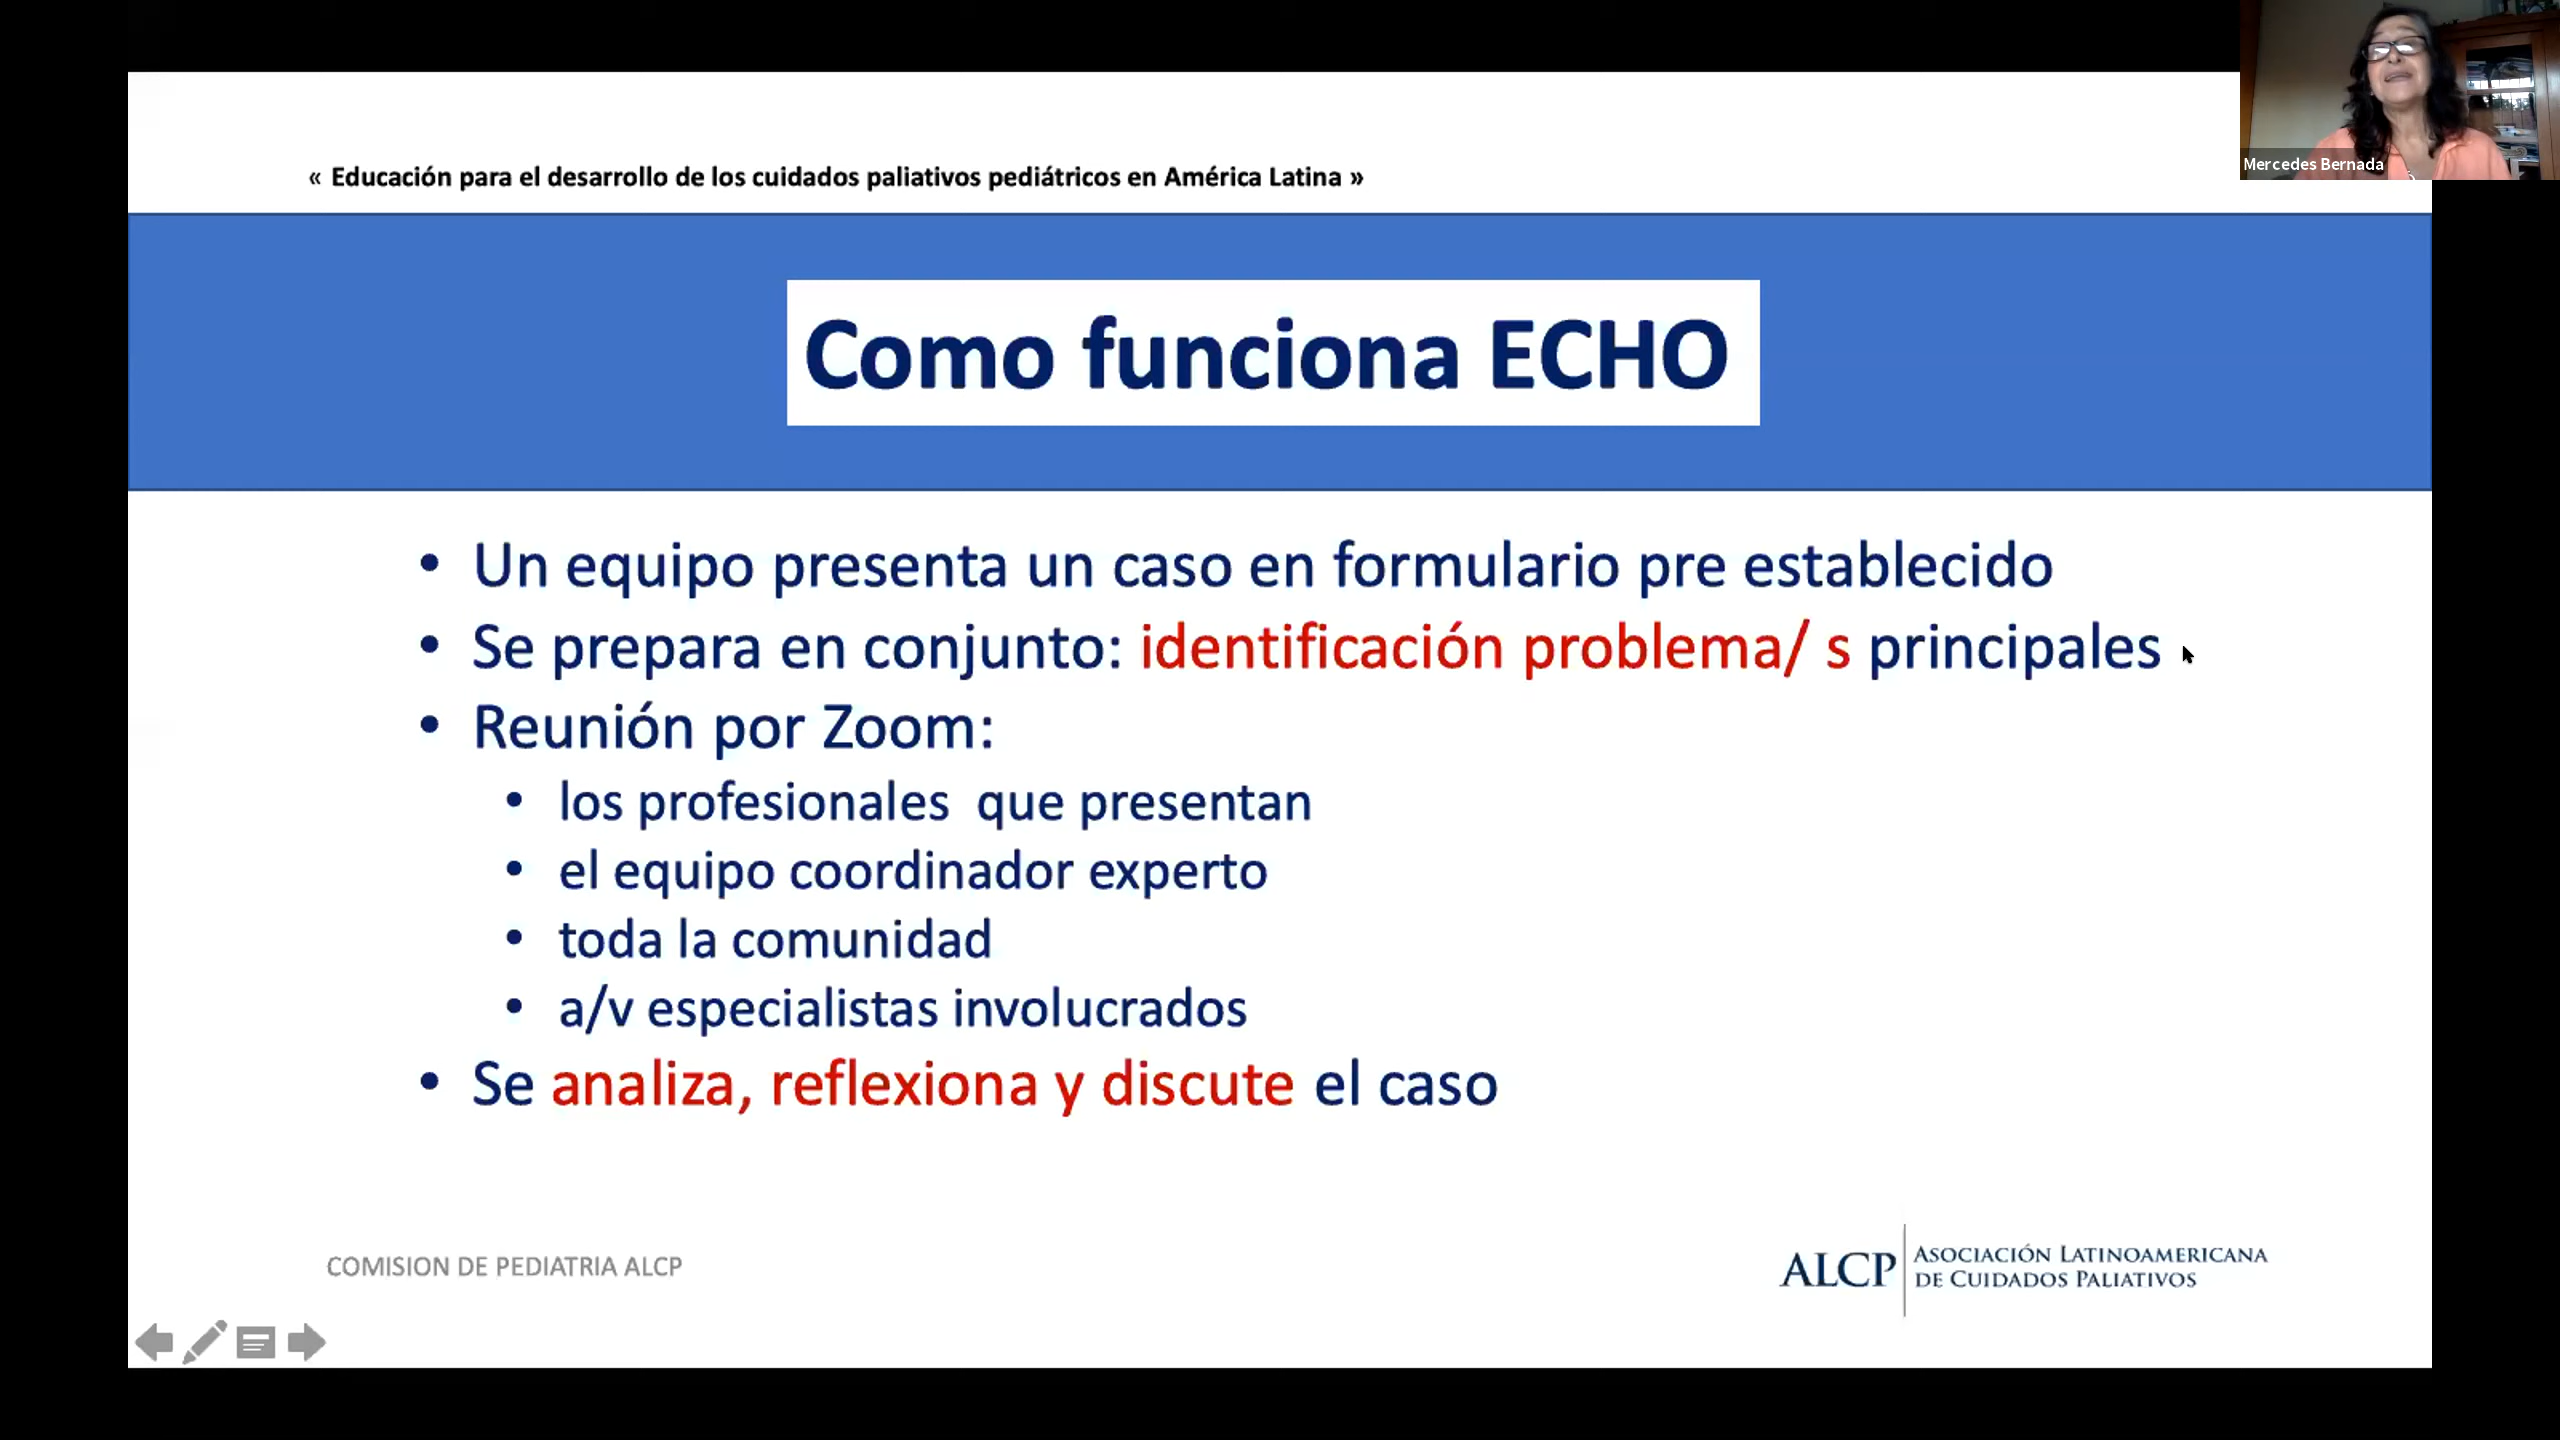 Mercedes Bernada
« Educación para el desarrollo de los cuidados paliativos pediátricos en América Latina »
Como funciona ECHO
• Un equipo presenta un caso en formulario pre establecido
• Se prepara en conjunto: identificación problema/ s principales
• Reunión por Zoom:
• los profesionales que presentan
• el equipo coordinador experto
• toda la comunidad
• a/v especialistas involucrados
• Se analiza, reflexiona y discute el caso
COMISION DE PEDIATRIA ALCP
ALCP
ASOCIACIÓN LATINOAMERICANA
DE CUIDADOS PALIATIVOS